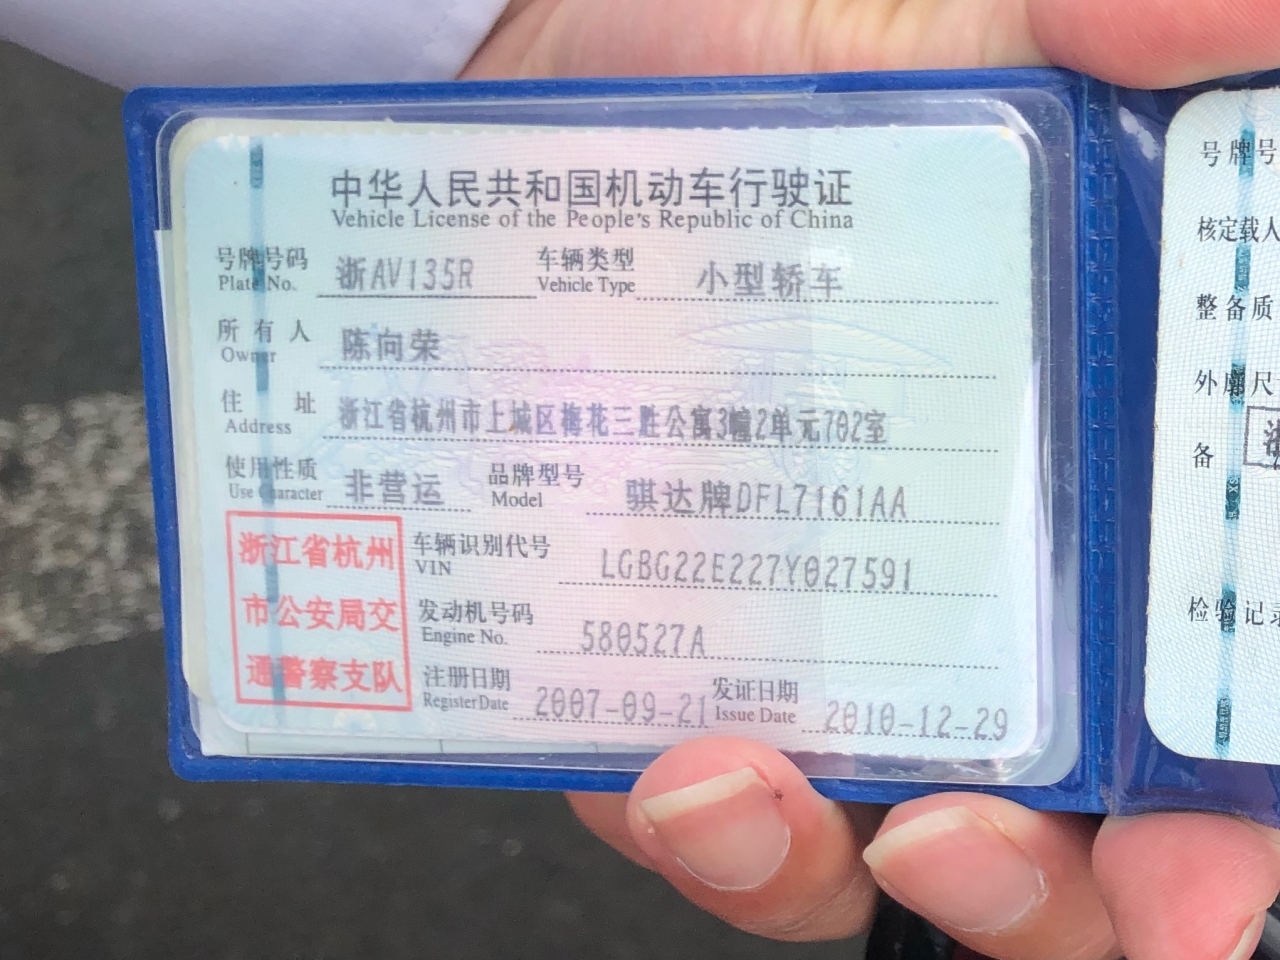 中华人民共和国机动车行驶证
Vehicle License of the People's Republic of China
号牌号码 浙AV135R 车辆类型 小型轿车
Plate No. Vehicle Type
所有人 陈向荣
Owner
住址 浙江省杭州市上城区梅花三胜公寓3幢2单元702室
Address
使用性质 非营运 品牌型号 骐达牌DFL7161AA
Use Character Model
浙江省杭州
市公安局交
通警察支队
车辆识别代号 LGBG22E227Y027591
VIN
发动机号码 580527A
Engine No.
注册日期 2007-09-21 发证日期 2010-12-29
Register Date Issue Date
号牌号
核定载人
整备质
外廓尺
备
检验记录